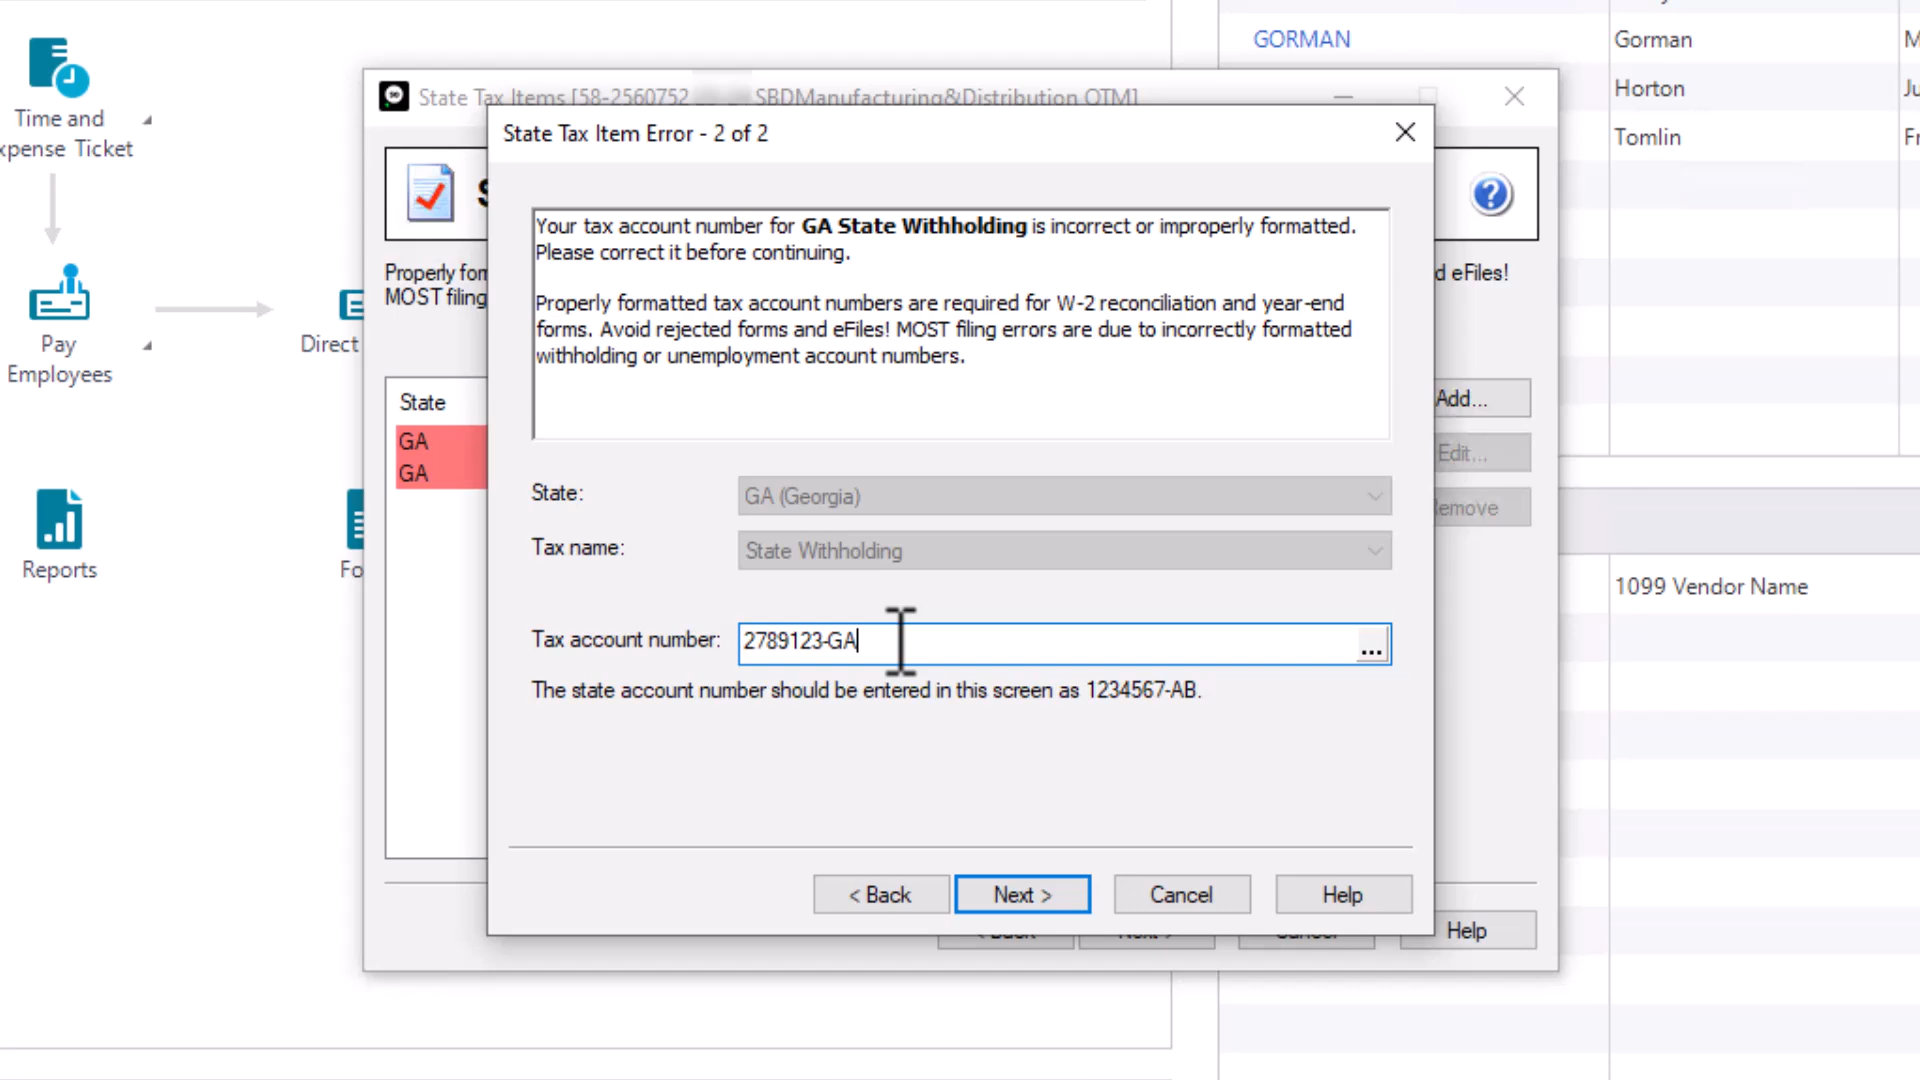 Time and
xpense Ticket
Pay
Employees
Direct
Reports
Fo
GORMAN
Gorman
M
Horton
Ju
Tomlin
Fr
1099 Vendor Name
State Tax Items [58-2560752
SBDManufacturing&Distribution OTM]
S
Properly for
MOST filing
d eFiles!
State
GA
GA
Add...
Edit...
emove
Help
State Tax Item Error - 2 of 2
Your tax account number for GA State Withholding is incorrect or improperly formatted.
Please correct it before continuing.
Properly formatted tax account numbers are required for W-2 reconciliation and year-end
forms. Avoid rejected forms and eFiles! MOST filing errors are due to incorrectly formatted
withholding or unemployment account numbers.
State:
GA (Georgia)
Tax name:
State Withholding
Tax account number:
2789123-GA
...
The state account number should be entered in this screen as 1234567-AB.
< Back
Next >
Cancel
Help